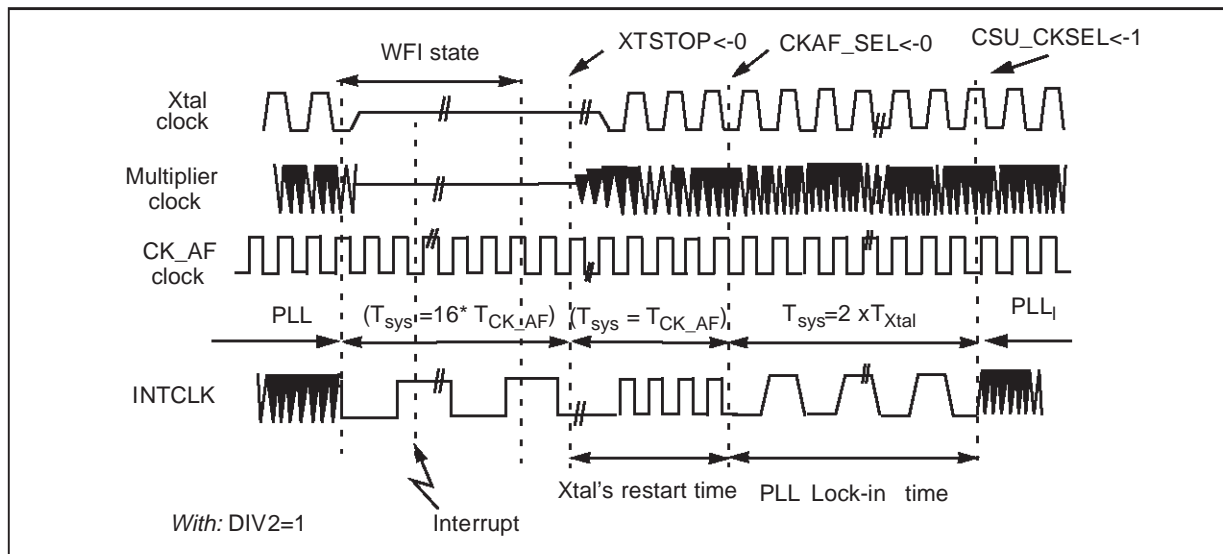 WFI state
XTSTOP<-0
CKAF_SEL<-0
CSU_CKSEL<-1
Xtal
clock
Multiplier
clock
CK_AF
clock
PLL
(Tsys =16* TCK_AF)
(Tsys = TCK_AF)
Tsys=2 xTXtal
PLLl
INTCLK
Xtal's restart time
PLL Lock-in time
With: DIV2=1
Interrupt